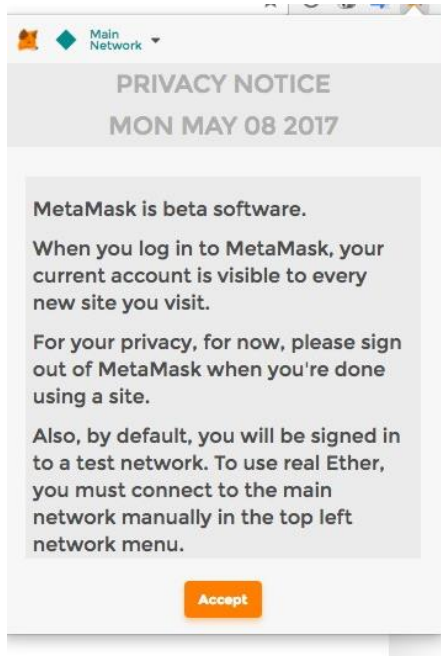 Main
Network
PRIVACY NOTICE
MON MAY 08 2017
MetaMask is beta software.
When you log in to MetaMask, your
current account is visible to every
new site you visit.
For your privacy, for now, please sign
out of MetaMask when you're done
using a site.
Also, by default, you will be signed in
to a test network. To use real Ether,
you must connect to the main
network manually in the top left
network menu.
Accept